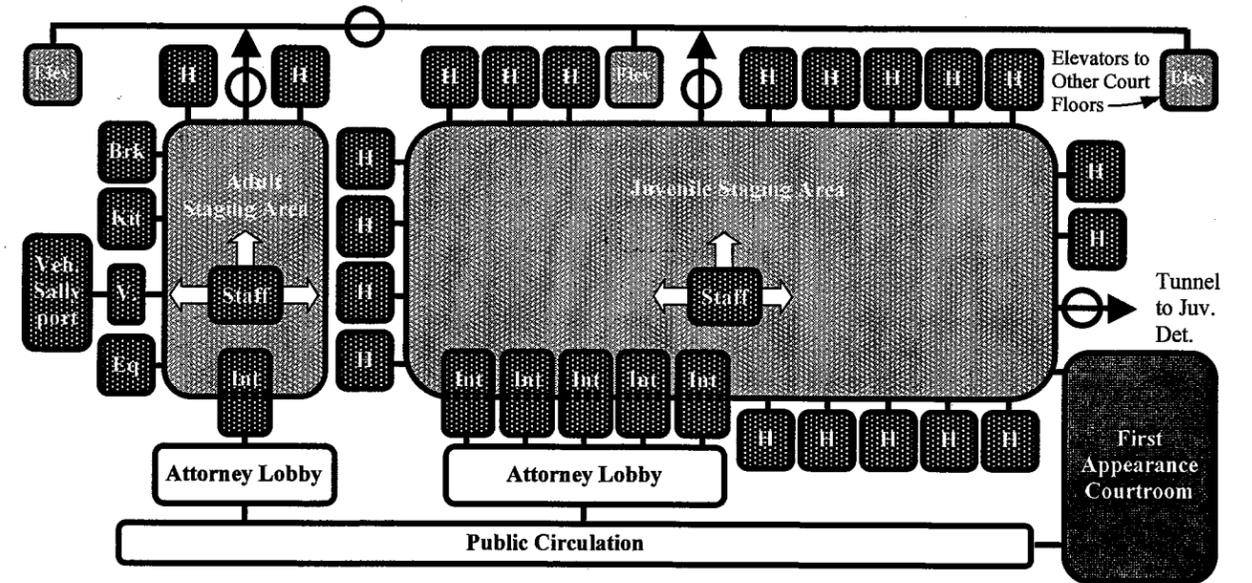 Elev
H
H
H
H
H
Elev
H
H
H
H
H
Elevators to
Other Court
Floors
Elev
Brk
Kit
Veh.
Sally
port
V.
Eq
Adult
Staging Area
Staff
Int
H
H
H
H
Juvenile Staging Area
Staff
Int
Int
Int
Int
Int
H
H
Tunnel
to Juv.
Det.
H
H
H
H
H
First
Appearance
Courtroom
Attorney Lobby
Attorney Lobby
Public Circulation